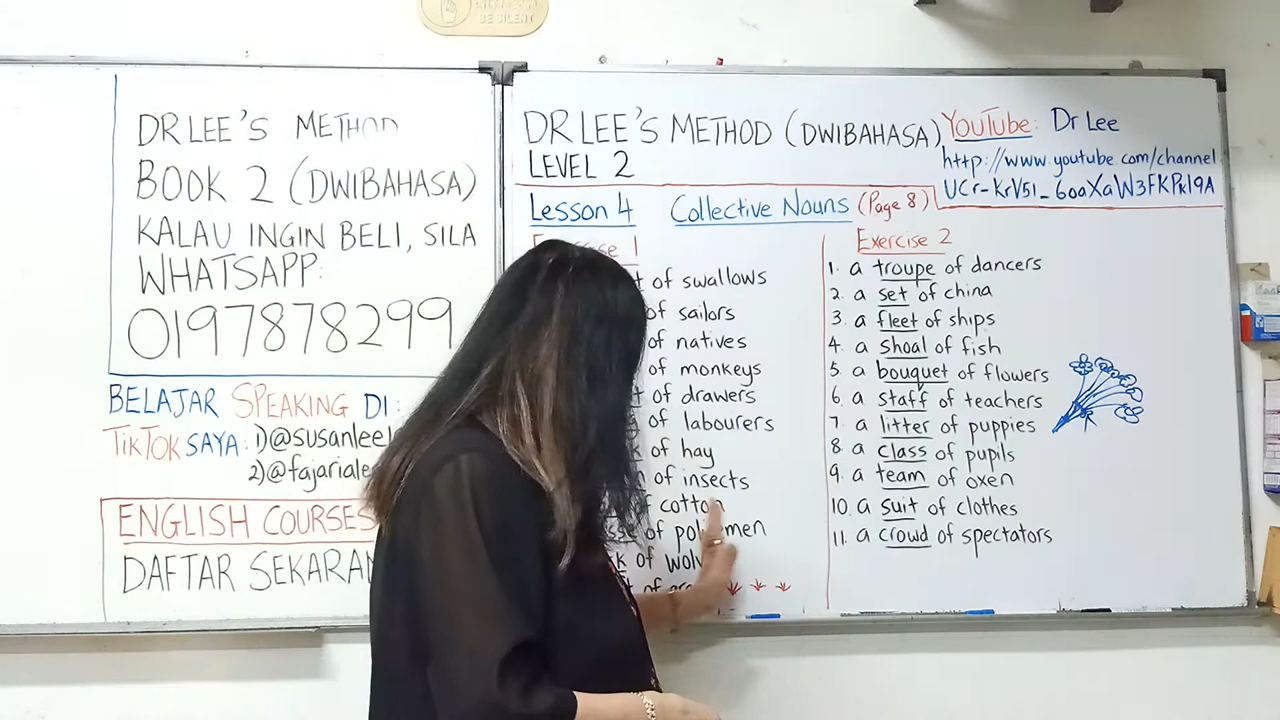 BE SILENT
DR LEE'S METHOD
BOOK 2 (DWIBAHASA)
KALAU INGIN BELI, SILA
WHATSAPP:
0197878299
BELAJAR SPEAKING DI:
TIKTOK SAYA: 1) @susanlee
2) @fajariale
ENGLISH COURSES
DAFTAR
DR LEE'S METHOD (DWIBAHASA)
LEVEL 2
YouTube: Dr Lee
http://www.youtube.com/channel
Lesson 4 Collective Nouns (Page 8)
1
of swallows
of sailors
of natives
of monkeys
of drawers
of labourers
of hay
of insects
cotton
of
of
Exercise 2
1. a troupe of dancers
2. a set of china
3. a fleet of ships
4. a shoal of fish
5. a bouquet of flowers
6. a staff of teachers
7. a litter of puppies
8. a class of pupils
9. a team of oxen
10. a suit of clothes
11. a crowd of spectators